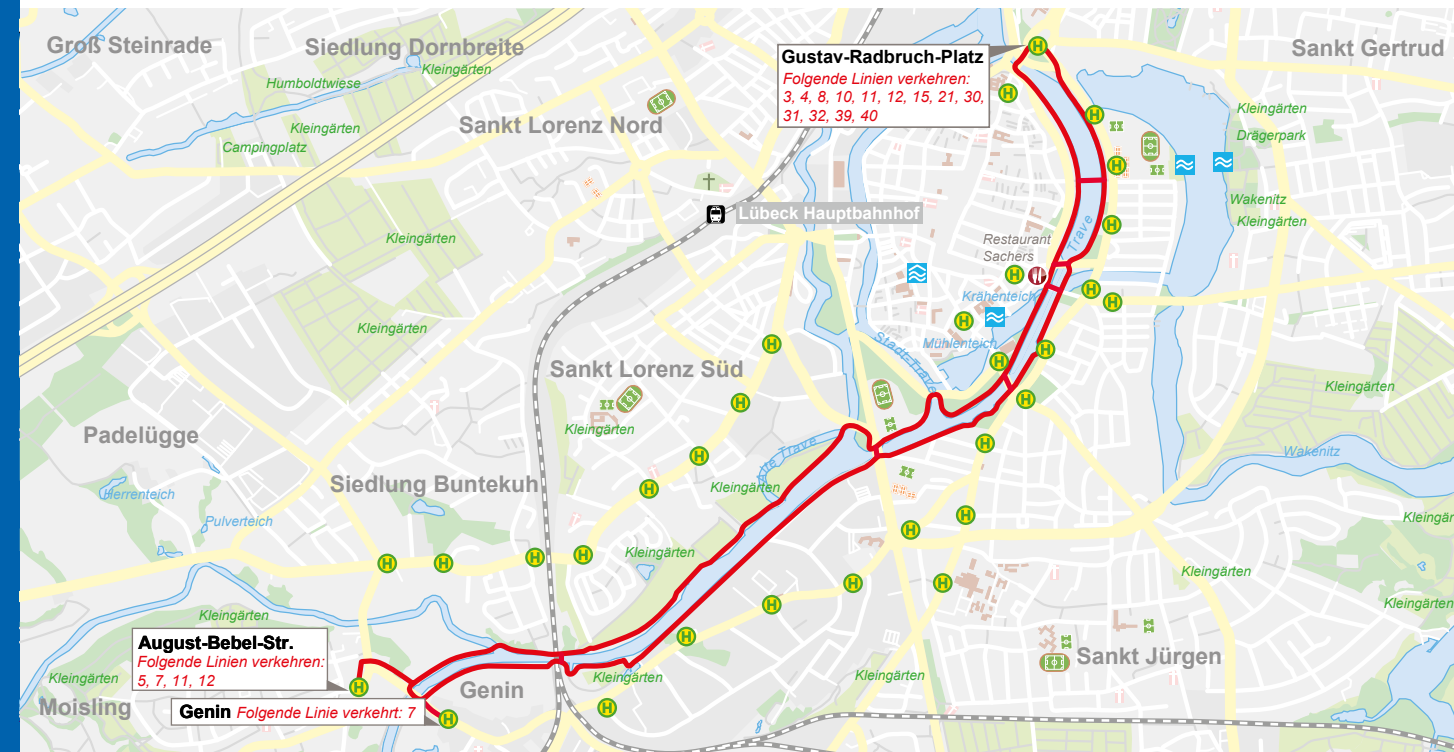 Groß Steinrade
Siedlung Dornbreite
Kleingärten
Humboldtwiese
Kleingärten
Campingplatz
Sankt Lorenz Nord
Gustav-Radbruch-Platz
Folgende Linien verkehren:
3, 4, 8, 10, 11, 12, 15, 21, 30,
31, 32, 39, 40
H
Sankt Gertrud
H
H
Kleingärten
Drägerpark
H
Wakenitz
Kleingärten
Lübeck Hauptbahnhof
Kleingärten
Trave
H
Restaurant
Sachers
H
H
H
Krähenteich
H
Kleingärten
Mühlenteich
Stadt-Trave
H
H
H
H
Sankt Lorenz Süd
Kleingärten
H
H
Kleingärten
Padelügge
Alte Trave
H
H
Wakenitz
Siedlung Buntekuh
H
Kleingärten
Herrenteich
Pulverteich
H
H
Kleingär
H
H
H
H
Kleingärten
H
H
Kleingärten
H
Kleingärten
Kleingärten
H
August-Bebel-Str.
Folgende Linien verkehren:
5, 7, 11, 12
H
Sankt Jürgen
Kleingärten
Kleingärten
Kleingärten
Genin
Moisling
Genin Folgende Linie verkehrt: 7
H
H